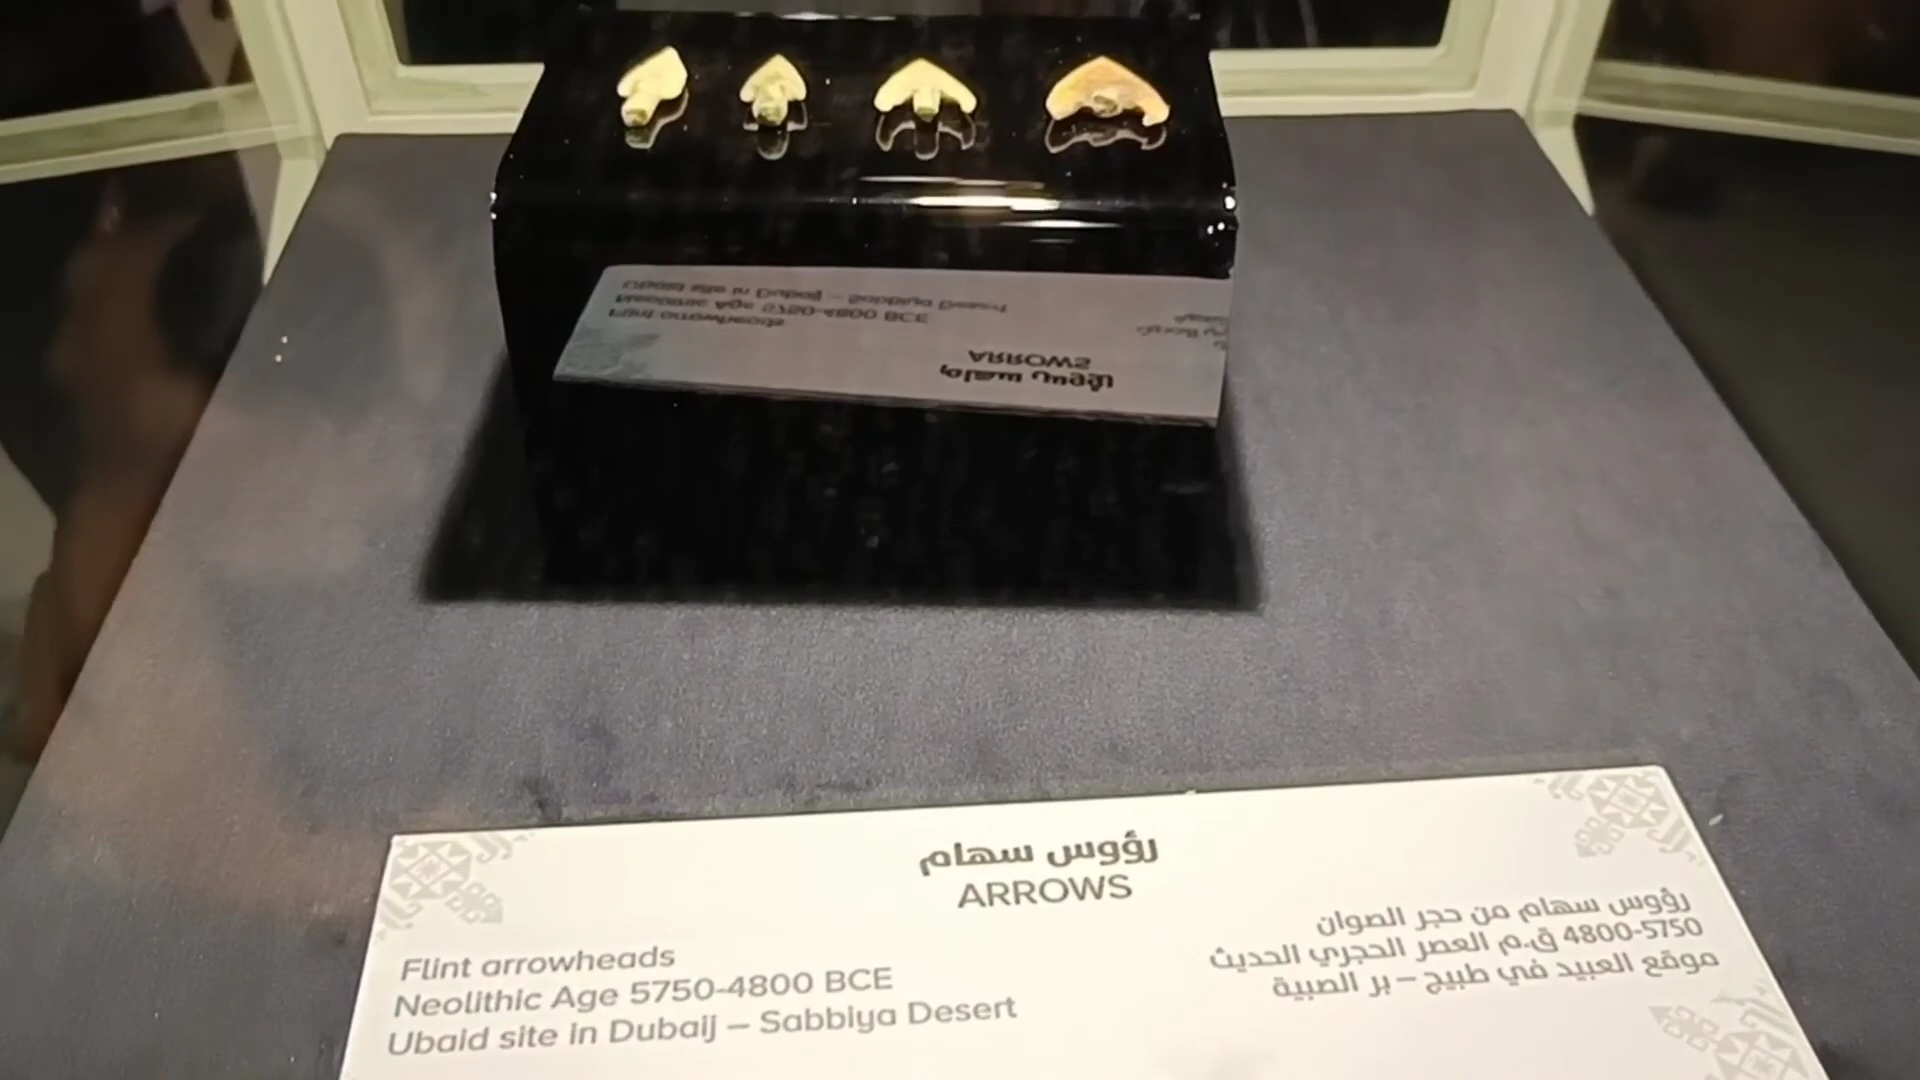 رؤوس سهام
ARROWS
Flint arrowheads
Neolithic Age 5750-4800 BCE
Ubaid site in Dubaij – Sabbiya Desert
رؤوس سهام من حجر الصوان
4800-5750 ق.م العصر الحجري الحديث
موقع العبيد في طبيج – بر الصبية